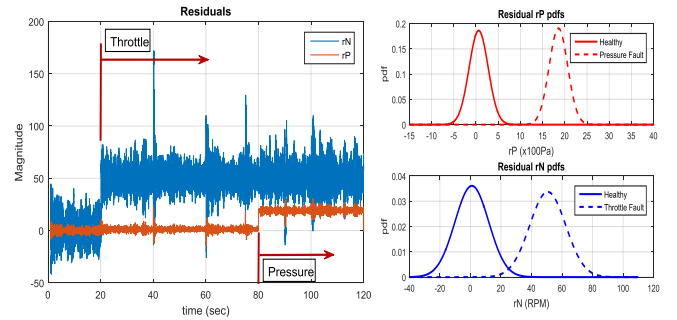 Residuals
200
150
100
50
0
-50
Magnitude
0 20 40 60 80 100 120
time (sec)
Throttle
Pressure
rN
rP
Residual rP pdfs
0.2
0.15
0.1
0.05
0
pdf
-15 -10 -5 0 5 10 15 20 25 30 35 40
rP (x100Pa)
Healthy
Pressure Fault
Residual rN pdfs
0.04
0.03
0.02
0.01
0
pdf
-40 -20 0 20 40 60 80 100 120
rN (RPM)
Healthy
Throttle Fault